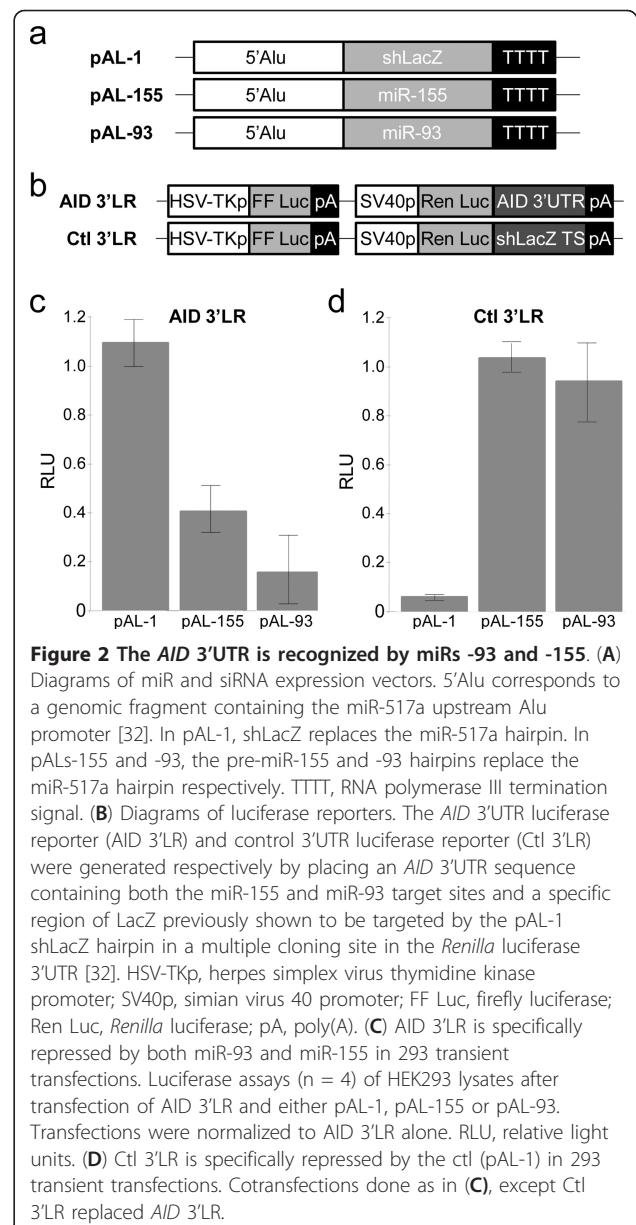 a
pAL-1 5'Alu shLacZ TTTT
pAL-155 5'Alu miR-155 TTTT
pAL-93 5'Alu miR-93 TTTT
b
AID 3'LR HSV-TKp FF Luc pA SV40p Ren Luc AID 3'UTR pA
Ctl 3'LR HSV-TKp FF Luc pA SV40p Ren Luc shLacZ TS pA
c
AID 3'LR
RLU
1.2
1.0
0.8
0.6
0.4
0.2
0
pAL-1 pAL-155 pAL-93
d
Ctl 3'LR
RLU
1.2
1.0
0.8
0.6
0.4
0.2
0
pAL-1 pAL-155 pAL-93
Figure 2 The AID 3'UTR is recognized by miRs -93 and -155. (A)
Diagrams of miR and siRNA expression vectors. 5'Alu corresponds to
a genomic fragment containing the miR-517a upstream Alu
promoter [32]. In pAL-1, shLacZ replaces the miR-517a hairpin. In
pALs-155 and -93, the pre-miR-155 and -93 hairpins replace the
miR-517a hairpin respectively. TTTT, RNA polymerase III termination
signal. (B) Diagrams of luciferase reporters. The AID 3'UTR luciferase
reporter (AID 3'LR) and control 3'UTR luciferase reporter (Ctl 3'LR)
were generated respectively by placing an AID 3'UTR sequence
containing both the miR-155 and miR-93 target sites and a specific
region of LacZ previously shown to be targeted by the pAL-1
shLacZ hairpin in a multiple cloning site in the Renilla luciferase
3'UTR [32]. HSV-TKp, herpes simplex virus thymidine kinase
promoter; SV40p, simian virus 40 promoter; FF Luc, firefly luciferase;
Ren Luc, Renilla luciferase; pA, poly(A). (C) AID 3'LR is specifically
repressed by both miR-93 and miR-155 in 293 transient
transfections. Luciferase assays (n = 4) of HEK293 lysates after
transfection of AID 3'LR and either pAL-1, pAL-155 or pAL-93.
Transfections were normalized to AID 3'LR alone. RLU, relative light
units. (D) Ctl 3'LR is specifically repressed by the ctl (pAL-1) in 293
transient transfections. Cotransfections done as in (C), except Ctl
3'LR replaced AID 3'LR.